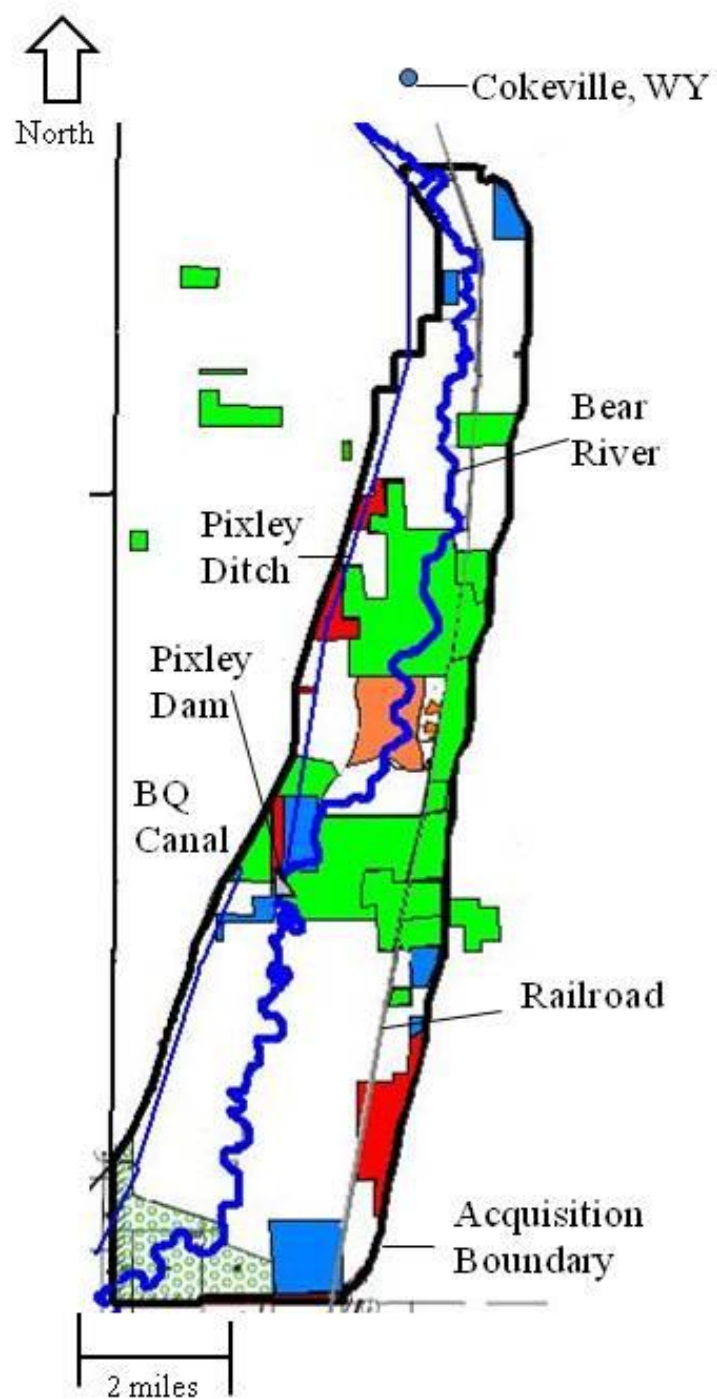 Cokeville, WY
North
Bear
River
Pixley
Ditch
Pixley
Dam
BQ
Canal
Railroad
Acquisition
Boundary
2 miles